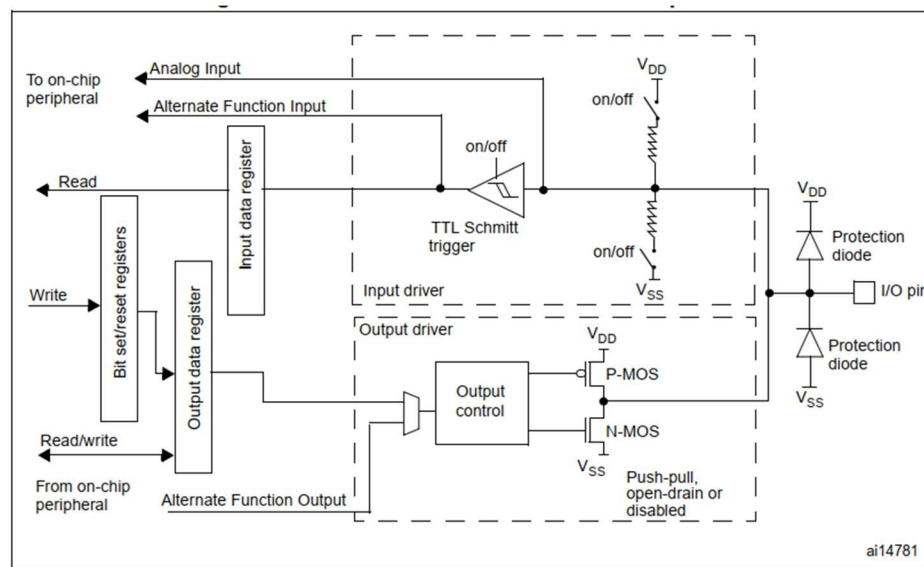 Analog Input
To on-chip
peripheral
Alternate Function Input
Read
Input data register
Bit set/reset registers
Write
Output data register
Read/write
From on-chip
peripheral
Alternate Function Output
on/off
TTL Schmitt
trigger
VDD
on/off
on/off
VSS
Input driver
Output driver
VDD
Output
control
P-MOS
N-MOS
VSS
Push-pull,
open-drain or
disabled
VDD
Protection
diode
I/O pin
Protection
diode
VSS
ai14781